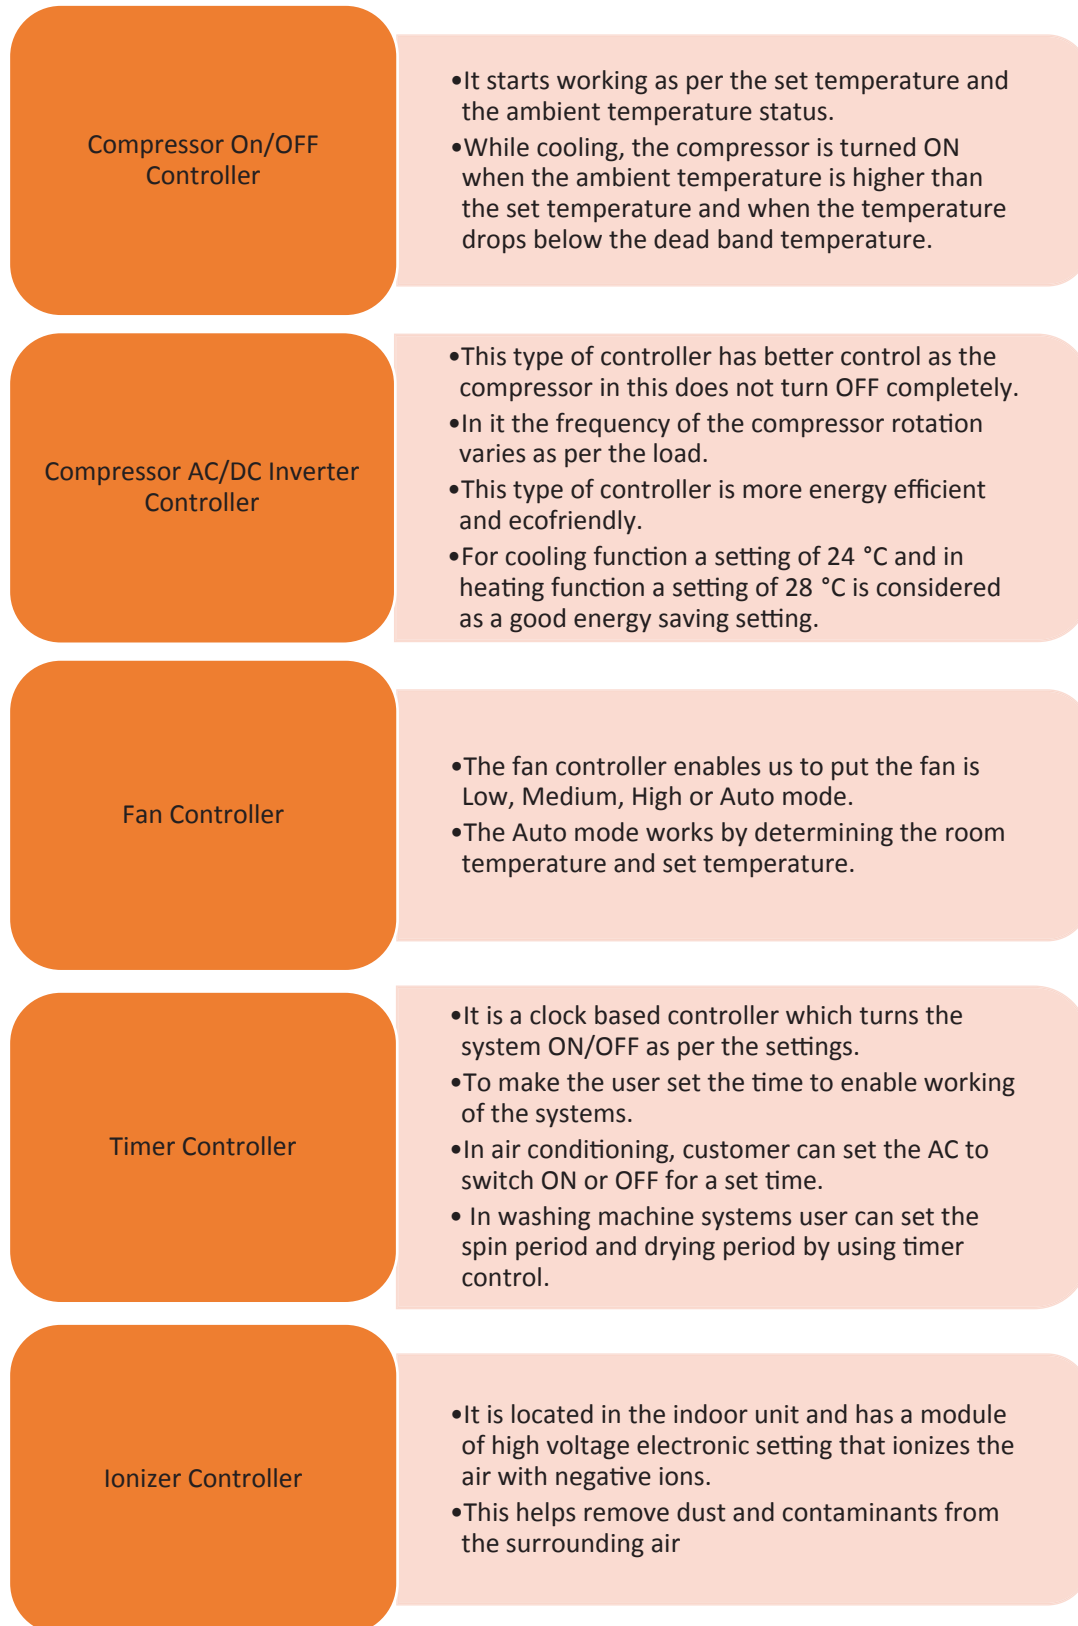 Compressor On/OFF
Controller
•It starts working as per the set temperature and
the ambient temperature status.
•While cooling, the compressor is turned ON
when the ambient temperature is higher than
the set temperature and when the temperature
drops below the dead band temperature.
Compressor AC/DC Inverter
Controller
•This type of controller has better control as the
compressor in this does not turn OFF completely.
•In it the frequency of the compressor rotation
varies as per the load.
•This type of controller is more energy efficient
and ecofriendly.
•For cooling function a setting of 24 °C and in
heating function a setting of 28 °C is considered
as a good energy saving setting.
Fan Controller
•The fan controller enables us to put the fan is
Low, Medium, High or Auto mode.
•The Auto mode works by determining the room
temperature and set temperature.
Timer Controller
•It is a clock based controller which turns the
system ON/OFF as per the settings.
•To make the user set the time to enable working
of the systems.
•In air conditioning, customer can set the AC to
switch ON or OFF for a set time.
• In washing machine systems user can set the
spin period and drying period by using timer
control.
Ionizer Controller
•It is located in the indoor unit and has a module
of high voltage electronic setting that ionizes the
air with negative ions.
•This helps remove dust and contaminants from
the surrounding air